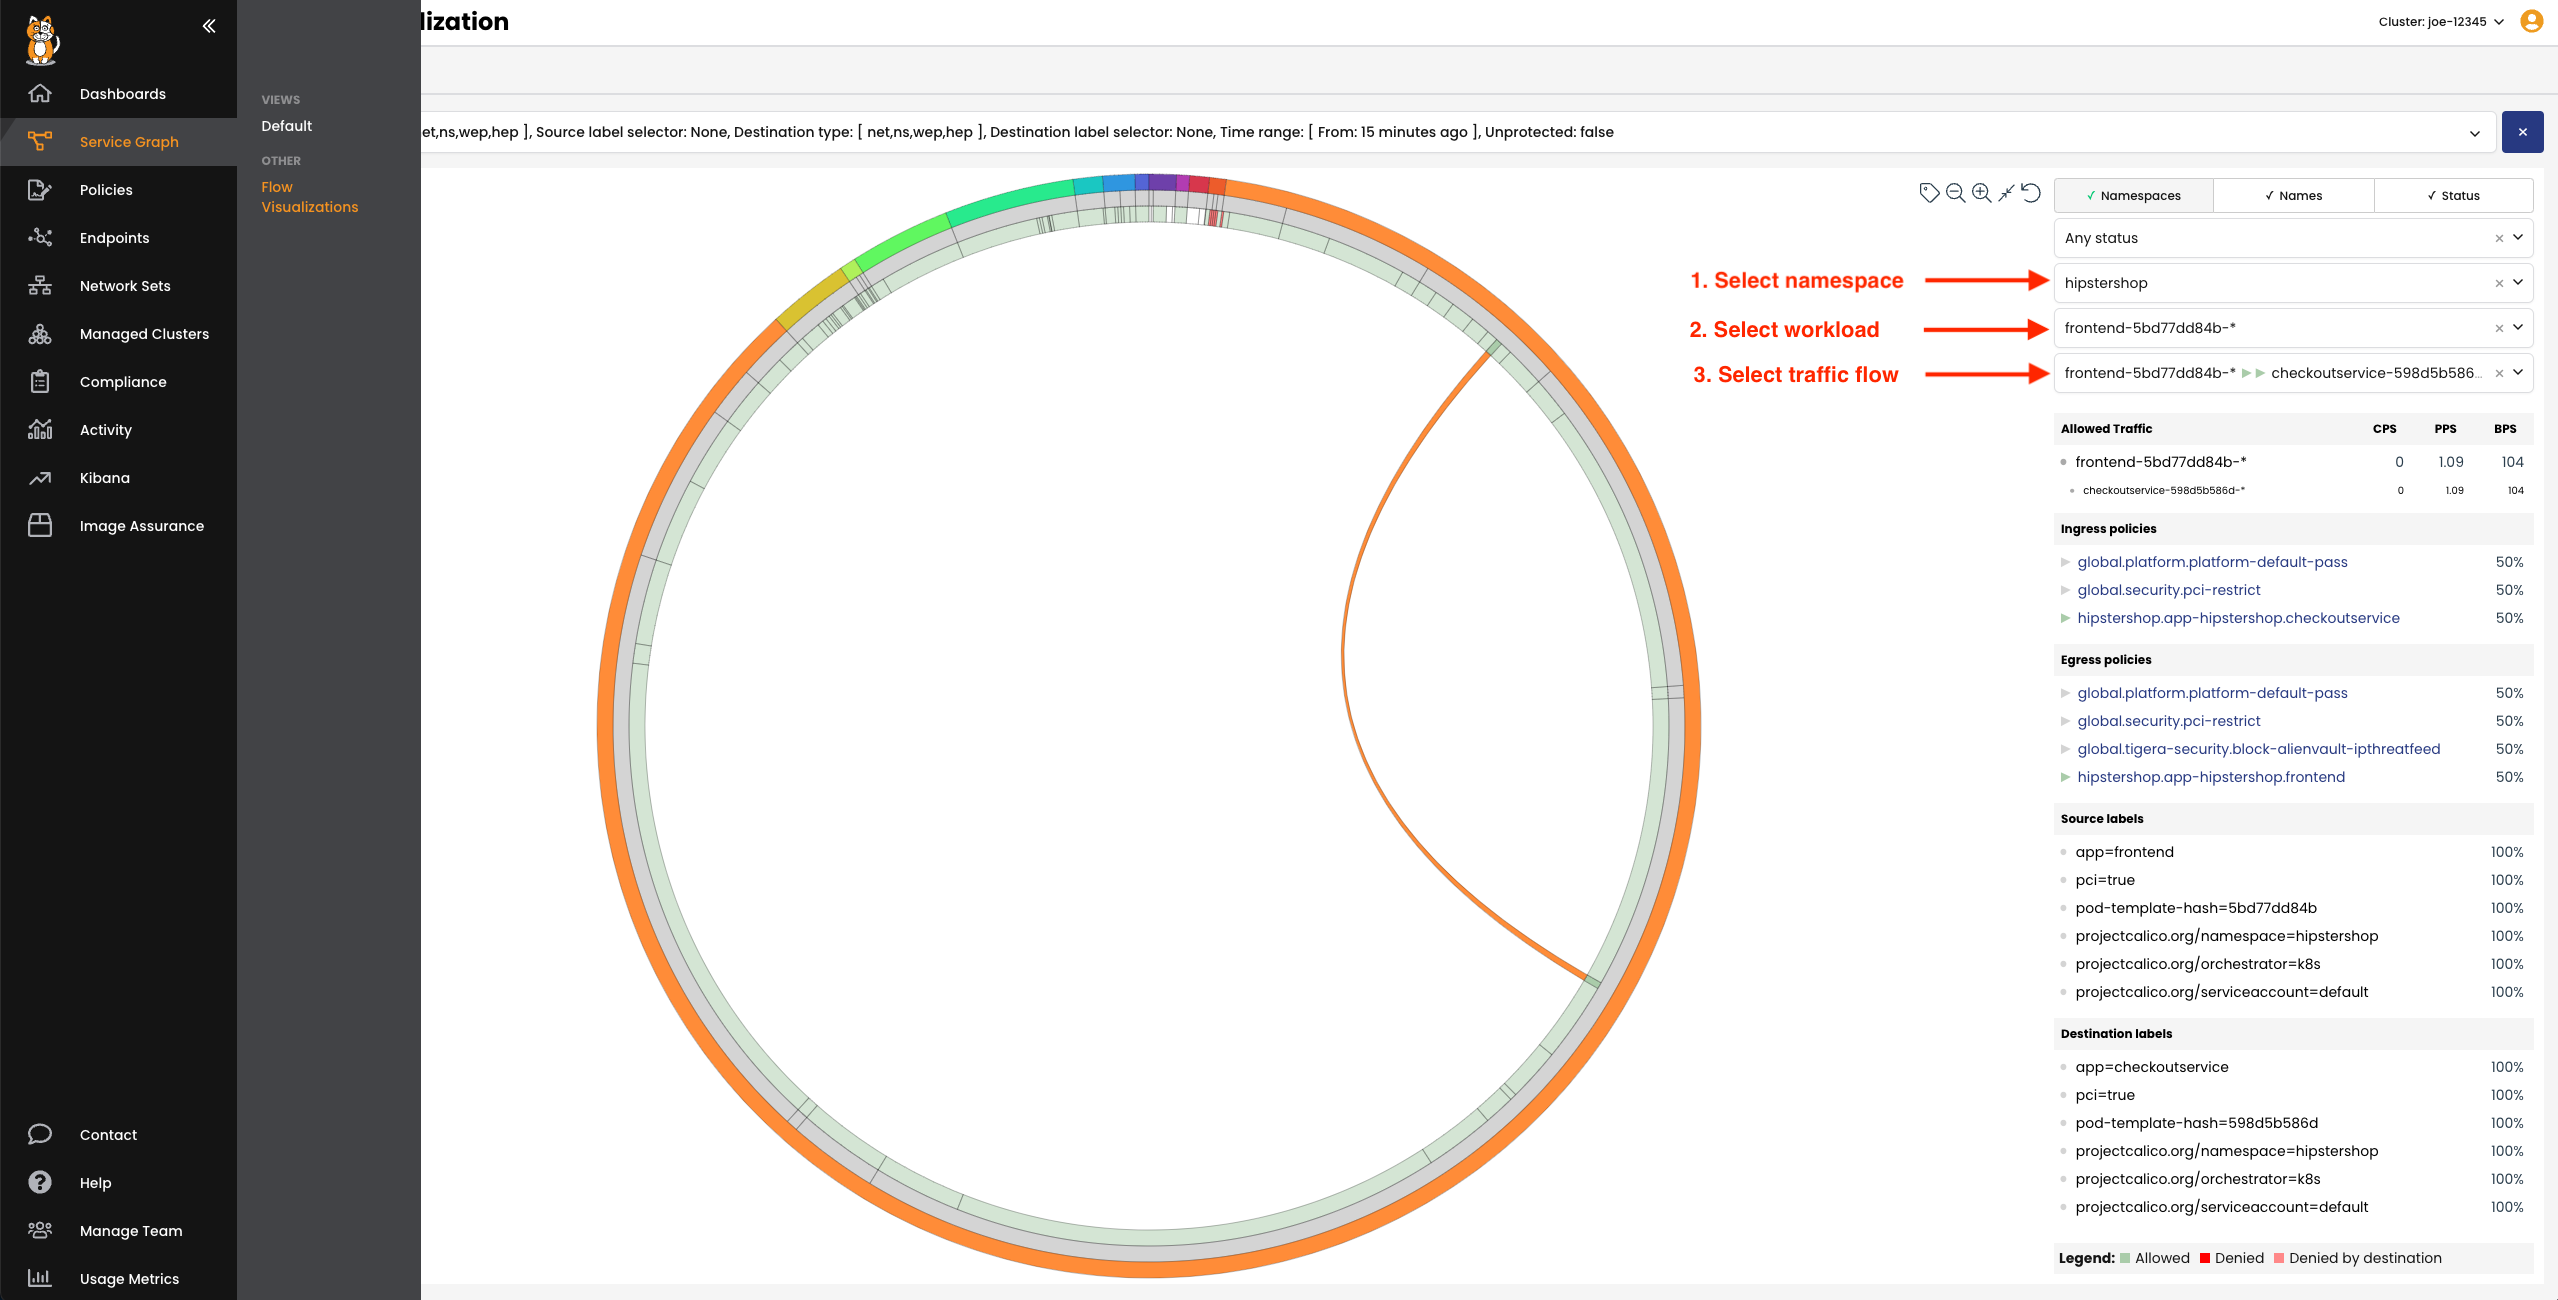 lization
Cluster: joe-12345
Dashboards
Service Graph
Policies
Endpoints
Network Sets
Managed Clusters
Compliance
Activity
Kibana
Image Assurance
Contact
Help
Manage Team
Usage Metrics
VIEWS
Default
OTHER
Flow
Visualizations
et,ns,wep,hep ], Source label selector: None, Destination type: [ net,ns,wep,hep ], Destination label selector: None, Time range: [ From: 15 minutes ago ], Unprotected: false
✓ Namespaces
✓ Names
✓ Status
Any status
1. Select namespace
hipstershop
2. Select workload
frontend-5bd77dd84b-*
3. Select traffic flow
frontend-5bd77dd84b-* ▶▶ checkoutservice-598d5b586...
Allowed Traffic CPS PPS BPS
frontend-5bd77dd84b-* 0 1.09 104
checkoutservice-598d5b586d-* 0 1.09 104
Ingress policies
global.platform.platform-default-pass 50%
global.security.pci-restrict 50%
hipstershop.app-hipstershop.checkoutservice 50%
Egress policies
global.platform.platform-default-pass 50%
global.security.pci-restrict 50%
global.tigera-security.block-alienvault-ipthreatfeed 50%
hipstershop.app-hipstershop.frontend 50%
Source labels
app=frontend 100%
pci=true 100%
pod-template-hash=5bd77dd84b 100%
projectcalico.org/namespace=hipstershop 100%
projectcalico.org/orchestrator=k8s 100%
projectcalico.org/serviceaccount=default 100%
Destination labels
app=checkoutservice 100%
pci=true 100%
pod-template-hash=598d5b586d 100%
projectcalico.org/namespace=hipstershop 100%
projectcalico.org/orchestrator=k8s 100%
projectcalico.org/serviceaccount=default 100%
Legend: Allowed Denied Denied by destination